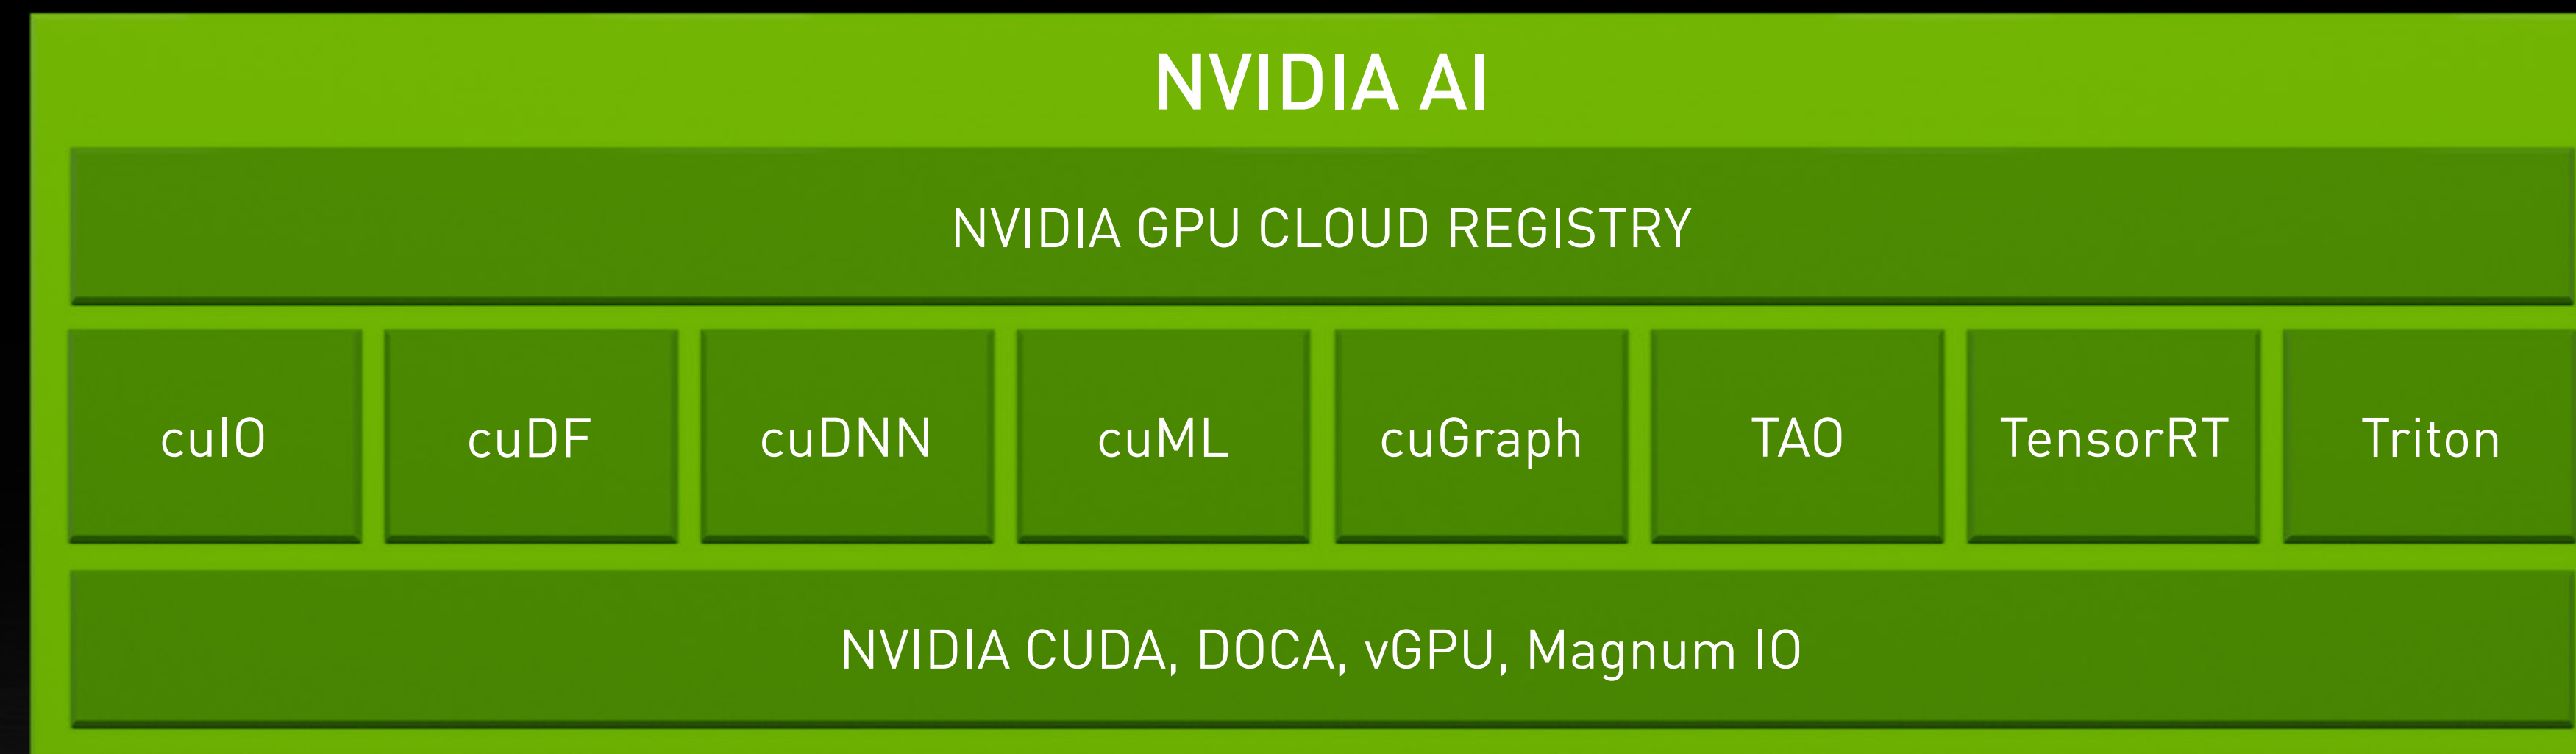 NVIDIA AI
NVIDIA GPU CLOUD REGISTRY
cuIO
cuDF
cuDNN
cuML
cuGraph
TAO
TensorRT
Triton
NVIDIA CUDA, DOCA, vGPU, Magnum IO